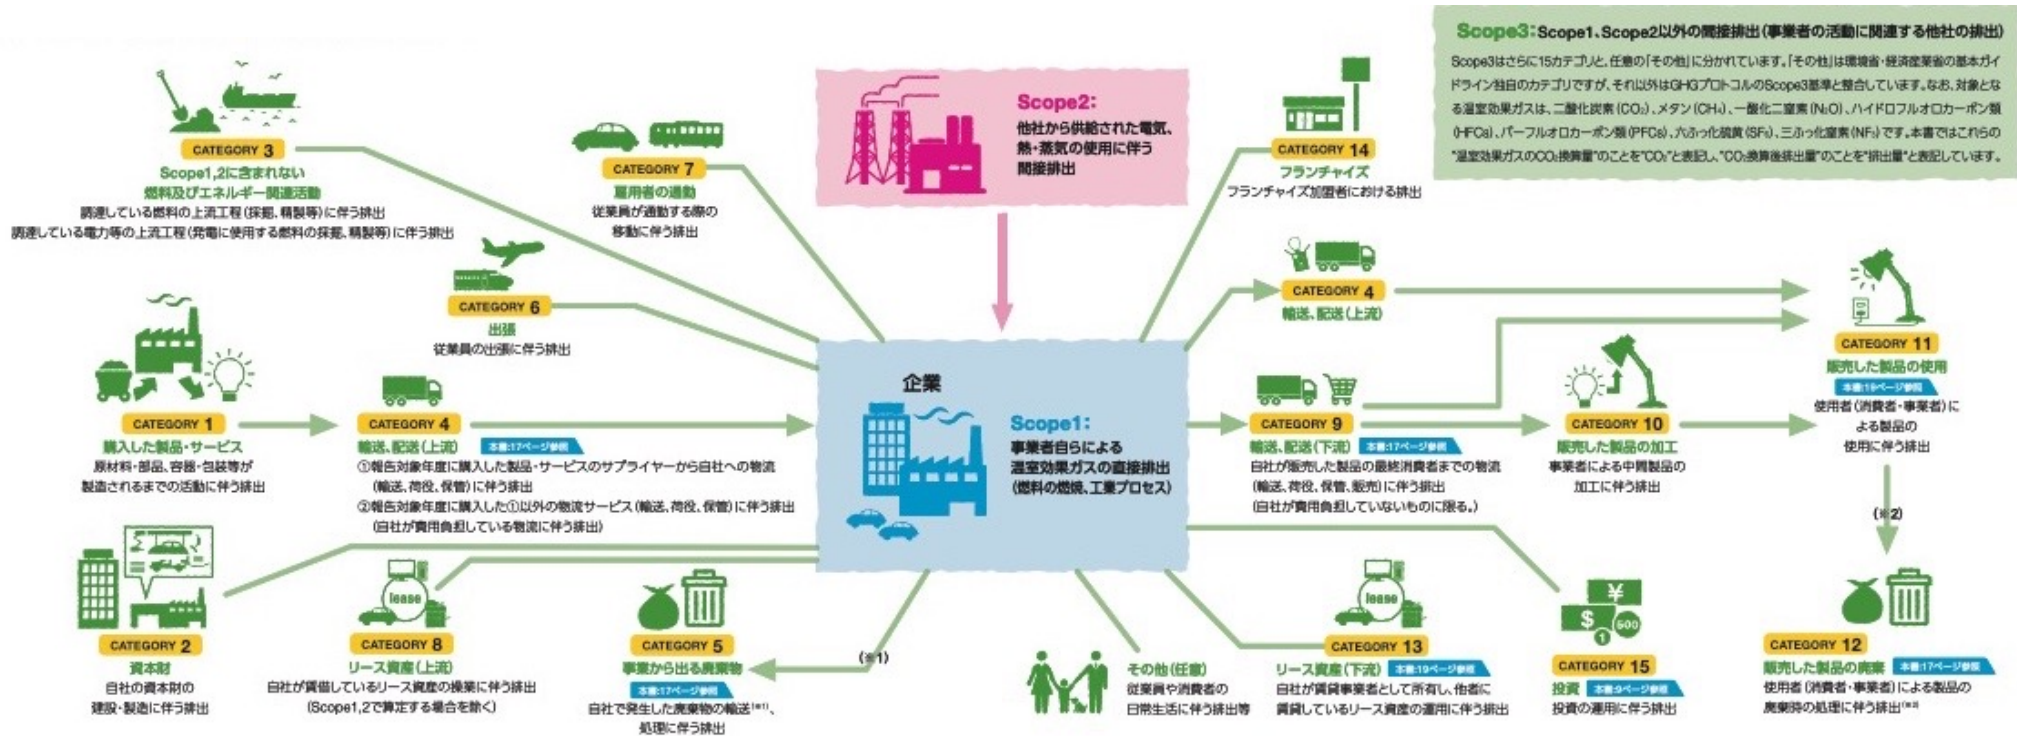 Scope3：Scope1、Scope2以外の間接排出（事業者の活動に関連する他社の排出）
Scope3はさらに15カテゴリと、任意の「その他」に分かれています。「その他」は環境省・経済産業省の基本ガイ
ドライン独自のカテゴリですが、それ以外はGHGプロトコルのScope3基準と整合しています。なお、対象とな
る温室効果ガスは、二酸化炭素（CO₂）、メタン（CH₄）、一酸化二窒素（N₂O）、ハイドロフルオロカーボン類
（HFCs）、パーフルオロカーボン類（PFCs）、六ふっ化硫黄（SF₆）、三ふっ化窒素（NF₃）です。本書ではこれらの
"温室効果ガスのCO₂換算量"のことを"CO₂"と表記し、"CO₂換算後排出量"のことを"排出量"と表記しています。
CATEGORY 3
Scope1,2に含まれない
燃料及びエネルギー関連活動
調達している燃料の上流工程（採掘、精製等）に伴う排出
調達している電力等の上流工程（発電に使用する燃料の採掘、精製等）に伴う排出
CATEGORY 7
雇用者の通勤
従業員が通勤する際の
移動に伴う排出
Scope2：
他社から供給された電気、
熱・蒸気の使用に伴う
間接排出
CATEGORY 14
フランチャイズ
フランチャイズ加盟者における排出
CATEGORY 6
出張
従業員の出張に伴う排出
CATEGORY 4
輸送、配送（上流）
CATEGORY 11
販売した製品の使用
本書:19ページ参照
使用者（消費者・事業者）に
よる製品の
使用に伴う排出
CATEGORY 1
購入した製品・サービス
原材料・部品、容器・包装等が
製造されるまでの活動に伴う排出
CATEGORY 4
輸送、配送（上流） 本書:17ページ参照
①報告対象年度に購入した製品・サービスのサプライヤーから自社への物流
（輸送、荷役、保管）に伴う排出
②報告対象年度に購入した①以外の物流サービス（輸送、荷役、保管）に伴う排出
（自社が費用負担している物流に伴う排出）
企業
Scope1：
事業者自らによる
温室効果ガスの直接排出
（燃料の燃焼、工業プロセス）
CATEGORY 9
輸送、配送（下流） 本書:17ページ参照
自社が販売した製品の最終消費者までの物流
（輸送、荷役、保管、販売）に伴う排出
（自社が費用負担していないものに限る。）
CATEGORY 10
販売した製品の加工
事業者による中間製品の
加工に伴う排出
（※2）
CATEGORY 2
資本財
自社の資本財の
建設・製造に伴う排出
lease
CATEGORY 8
リース資産（上流）
自社が賃借しているリース資産の操業に伴う排出
（Scope1,2で算定する場合を除く）
CATEGORY 5
事業から出る廃棄物
本書:17ページ参照
自社で発生した廃棄物の輸送（※1）、
処理に伴う排出
（※1）
その他（任意）
従業員や消費者の
日常生活に伴う排出等
lease
CATEGORY 13
リース資産（下流） 本書:19ページ参照
自社が賃貸事業者として所有し、他者に
賃貸しているリース資産の運用に伴う排出
¥
$
1
500
CATEGORY 15
投資 本書:9ページ参照
投資の運用に伴う排出
CATEGORY 12
販売した製品の廃棄 本書:17ページ参照
使用者（消費者・事業者）による製品の
廃棄時の処理に伴う排出（※2）